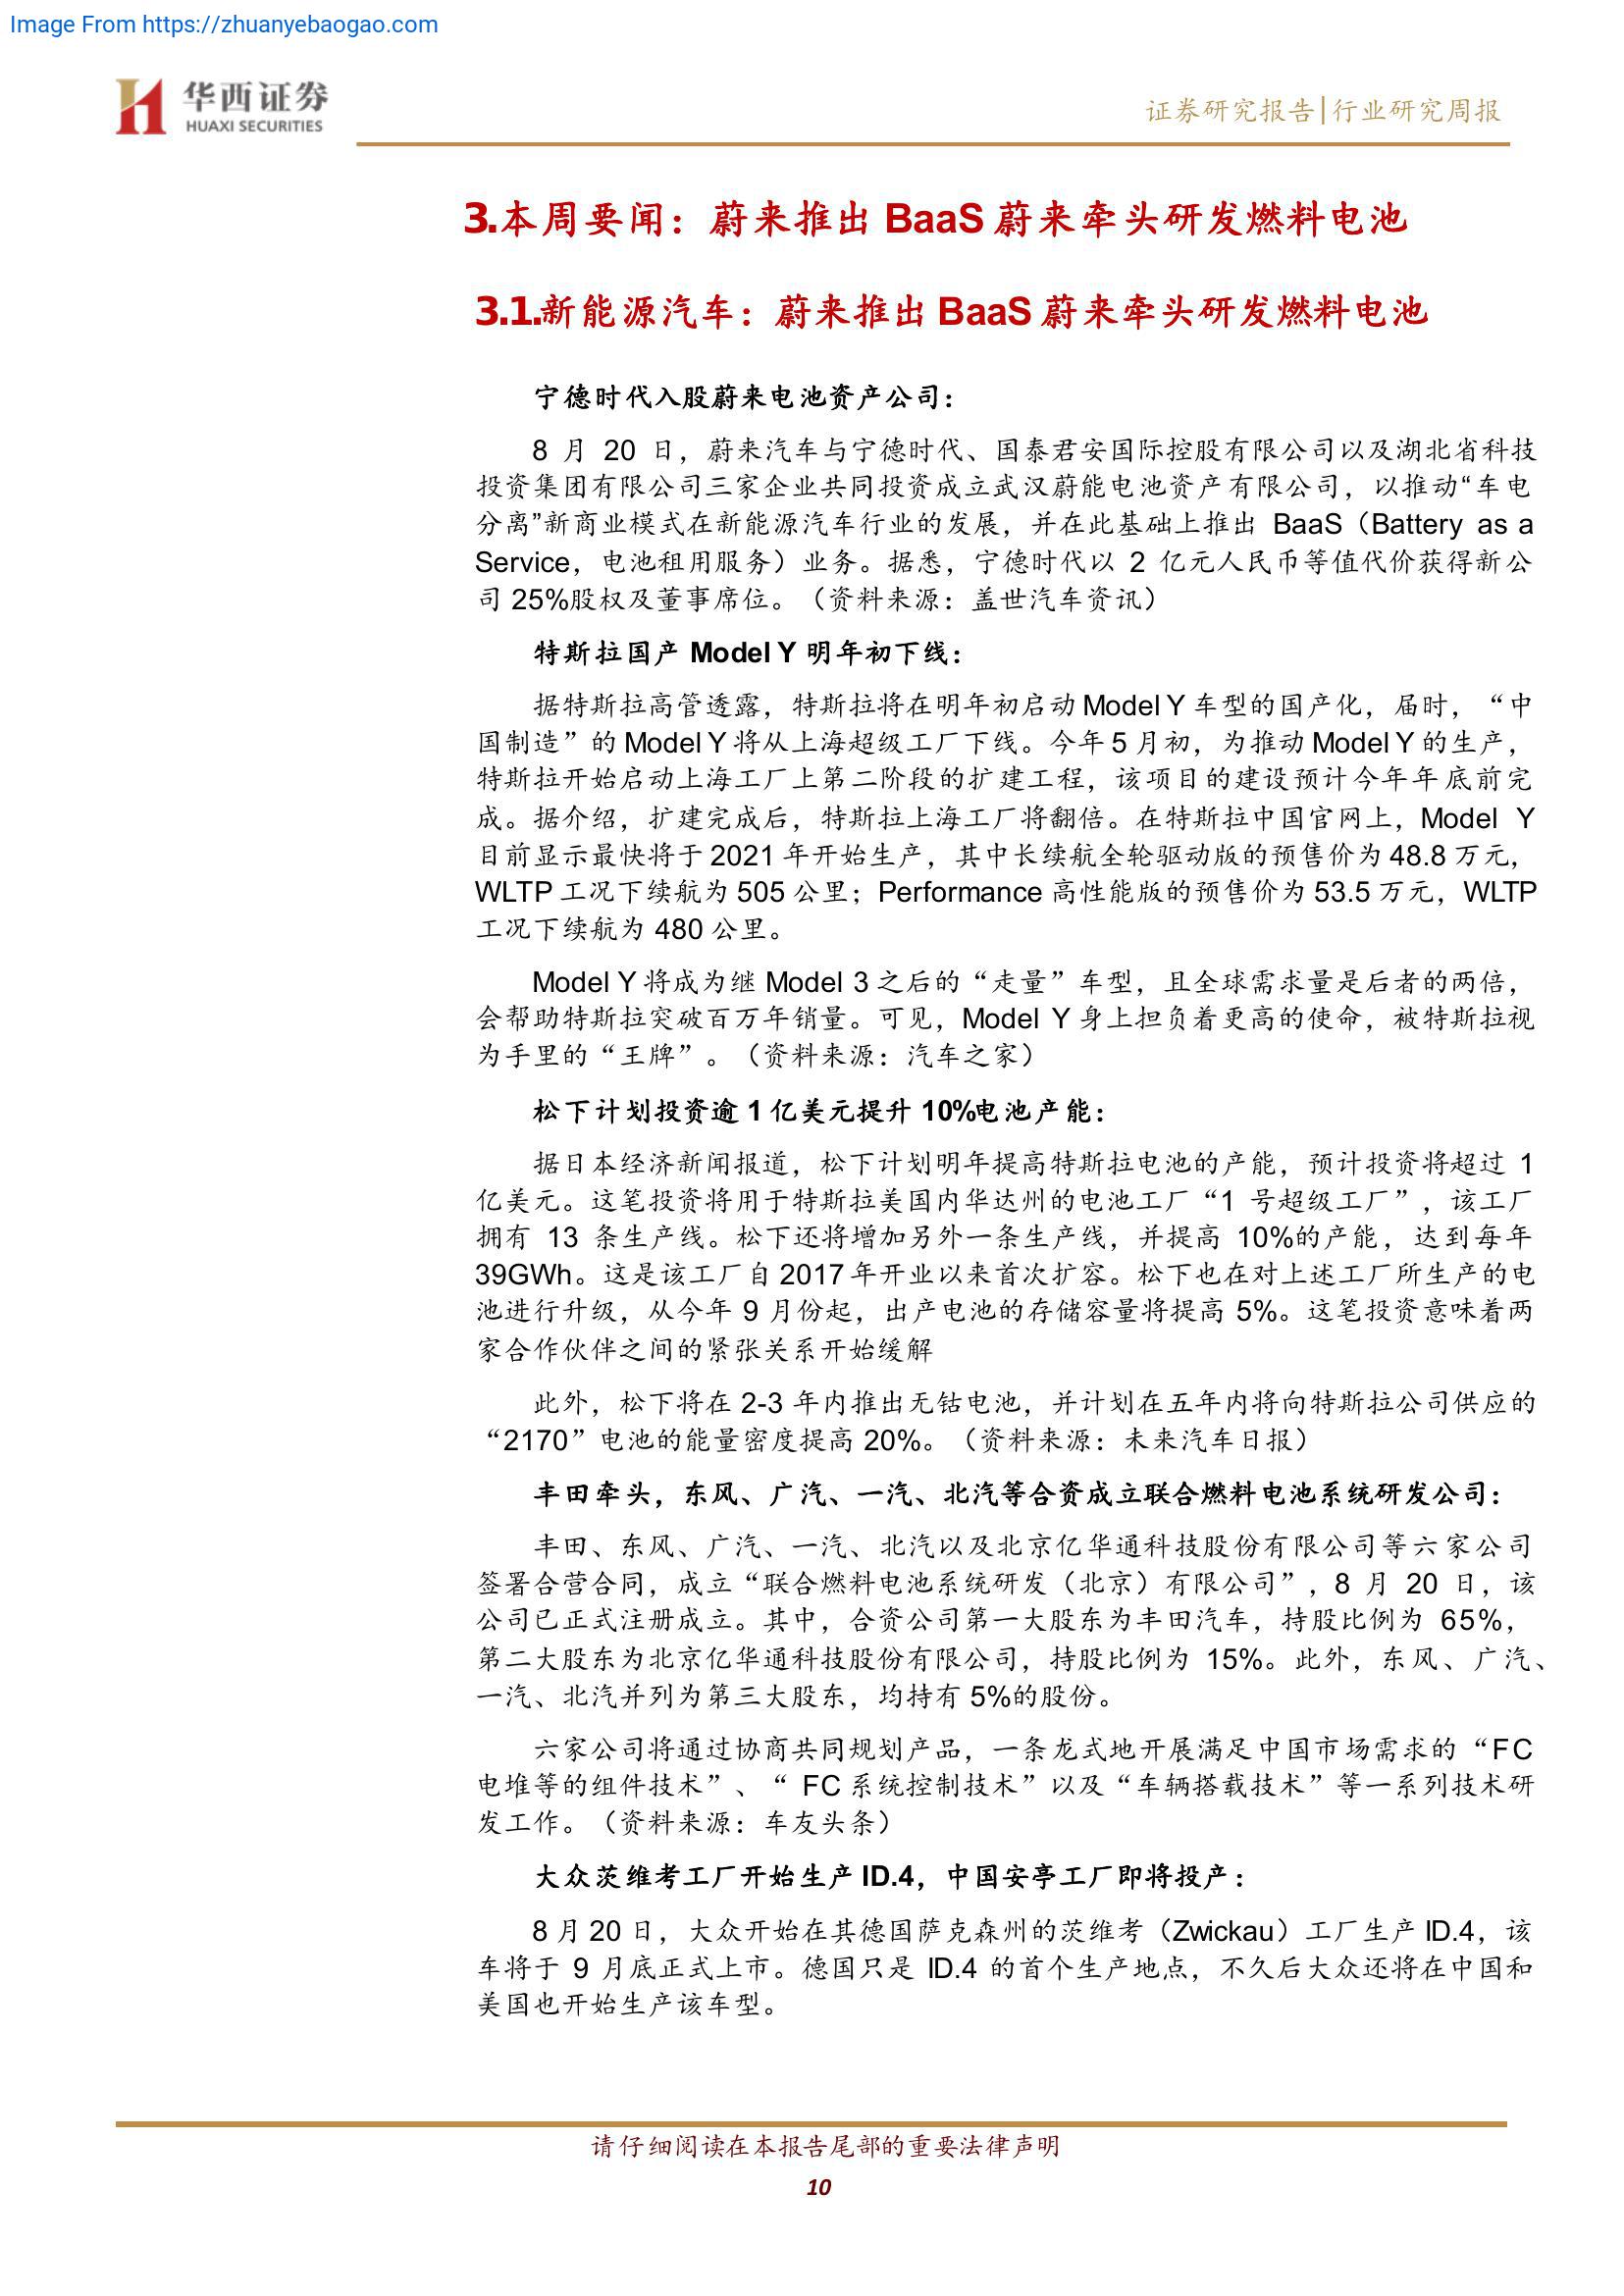 Image From https://zhuanyebaogao.com
华西证券
HUAXI SECURITIES
证券研究报告|行业研究周报
3.本周要闻：蔚来推出 BaaS 蔚来牵头研发燃料电池
3.1.新能源汽车：蔚来推出 BaaS 蔚来牵头研发燃料电池
宁德时代入股蔚来电池资产公司：
8 月 20 日，蔚来汽车与宁德时代、国泰君安国际控股有限公司以及湖北省科技
投资集团有限公司三家企业共同投资成立武汉蔚能电池资产有限公司，以推动“车电
分离”新商业模式在新能源汽车行业的发展，并在此基础上推出 BaaS（Battery as a
Service，电池租用服务）业务。据悉，宁德时代以 2 亿元人民币等值代价获得新公
司 25%股权及董事席位。（资料来源：盖世汽车资讯）
特斯拉国产 Model Y 明年初下线：
据特斯拉高管透露，特斯拉将在明年初启动 Model Y 车型的国产化，届时，“中
国制造”的 Model Y 将从上海超级工厂下线。今年 5 月初，为推动 Model Y 的生产，
特斯拉开始启动上海工厂上第二阶段的扩建工程，该项目的建设预计今年年底前完
成。据介绍，扩建完成后，特斯拉上海工厂将翻倍。在特斯拉中国官网上，Model Y
目前显示最快将于 2021 年开始生产，其中长续航全轮驱动版的预售价为 48.8 万元，
WLTP 工况下续航为 505 公里；Performance 高性能版的预售价为 53.5 万元，WLTP
工况下续航为 480 公里。
Model Y 将成为继 Model 3 之后的“走量”车型，且全球需求量是后者的两倍，
会帮助特斯拉突破百万年销量。可见，Model Y 身上担负着更高的使命，被特斯拉视
为手里的“王牌”。（资料来源：汽车之家）
松下计划投资逾 1 亿美元提升 10%电池产能：
据日本经济新闻报道，松下计划明年提高特斯拉电池的产能，预计投资将超过 1
亿美元。这笔投资将用于特斯拉美国内华达州的电池工厂“1 号超级工厂”，该工厂
拥有 13 条生产线。松下还将增加另外一条生产线，并提高 10%的产能，达到每年
39GWh。这是该工厂自 2017 年开业以来首次扩容。松下也在对上述工厂所生产的电
池进行升级，从今年 9 月份起，出产电池的存储容量将提高 5%。这笔投资意味着两
家合作伙伴之间的紧张关系开始缓解
此外，松下将在 2-3 年内推出无钴电池，并计划在五年内将向特斯拉公司供应的
“2170”电池的能量密度提高 20%。（资料来源：未来汽车日报）
丰田牵头，东风、广汽、一汽、北汽等合资成立联合燃料电池系统研发公司：
丰田、东风、广汽、一汽、北汽以及北京亿华通科技股份有限公司等六家公司
签署合营合同，成立“联合燃料电池系统研发（北京）有限公司”，8 月 20 日，该
公司已正式注册成立。其中，合资公司第一大股东为丰田汽车，持股比例为 65%，
第二大股东为北京亿华通科技股份有限公司，持股比例为 15%。此外，东风、广汽、
一汽、北汽并列为第三大股东，均持有 5%的股份。
六家公司将通过协商共同规划产品，一条龙式地开展满足中国市场需求的“FC
电堆等的组件技术”、“ FC 系统控制技术”以及“车辆搭载技术”等一系列技术研
发工作。（资料来源：车友头条）
大众茨维考工厂开始生产 ID.4，中国安亭工厂即将投产：
8 月 20 日，大众开始在其德国萨克森州的茨维考（Zwickau）工厂生产 ID.4，该
车将于 9 月底正式上市。德国只是 ID.4 的首个生产地点，不久后大众还将在中国和
美国也开始生产该车型。
请仔细阅读在本报告尾部的重要法律声明
10